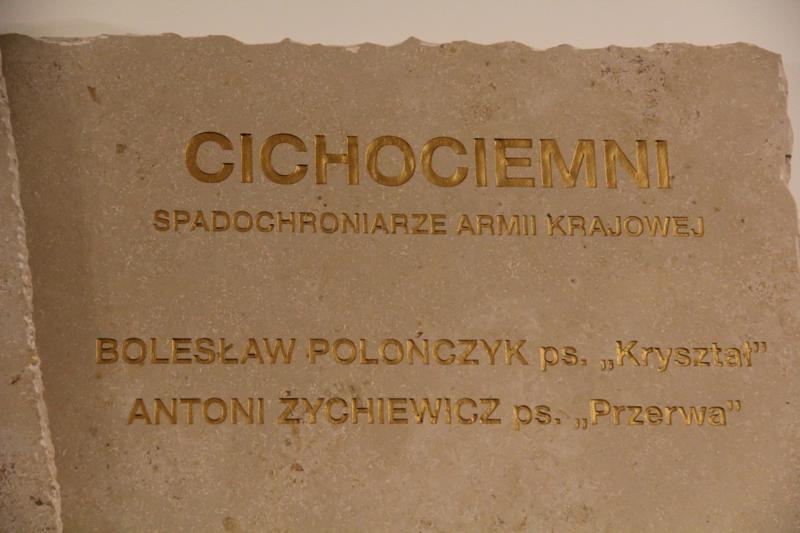 CICHOCIEMNI
SPADOCHRONIARZE ARMII KRAJOWEJ
BOLESŁAW POLOŃCZYK ps. „Kryształ”
ANTONI ŻYCHIEWICZ ps. „Przerwa”